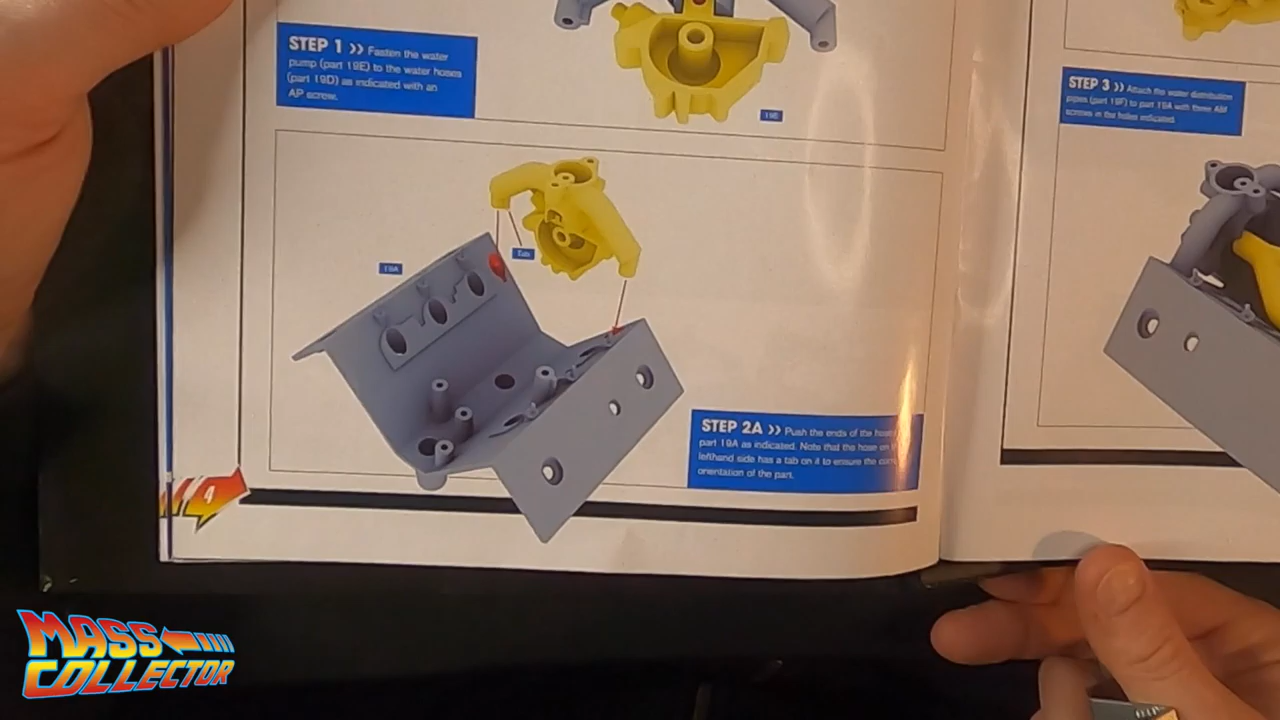 STEP 1 >> Fasten the water
pump (part 19E) to the water hoses
(part 19D) as indicated with an
AP screw.
19E
Tab
19A
STEP 2A >> Push the ends of the
part 19A as indicated. Note that the hose on
lefthand side has a tab on it to ensure the
orientation of the part.
4
STEP 3 >> Attach the water distribution
pipes (part 19F) to part 19A with three AM
screws in the holes indicated.
MASS
COLLECTOR